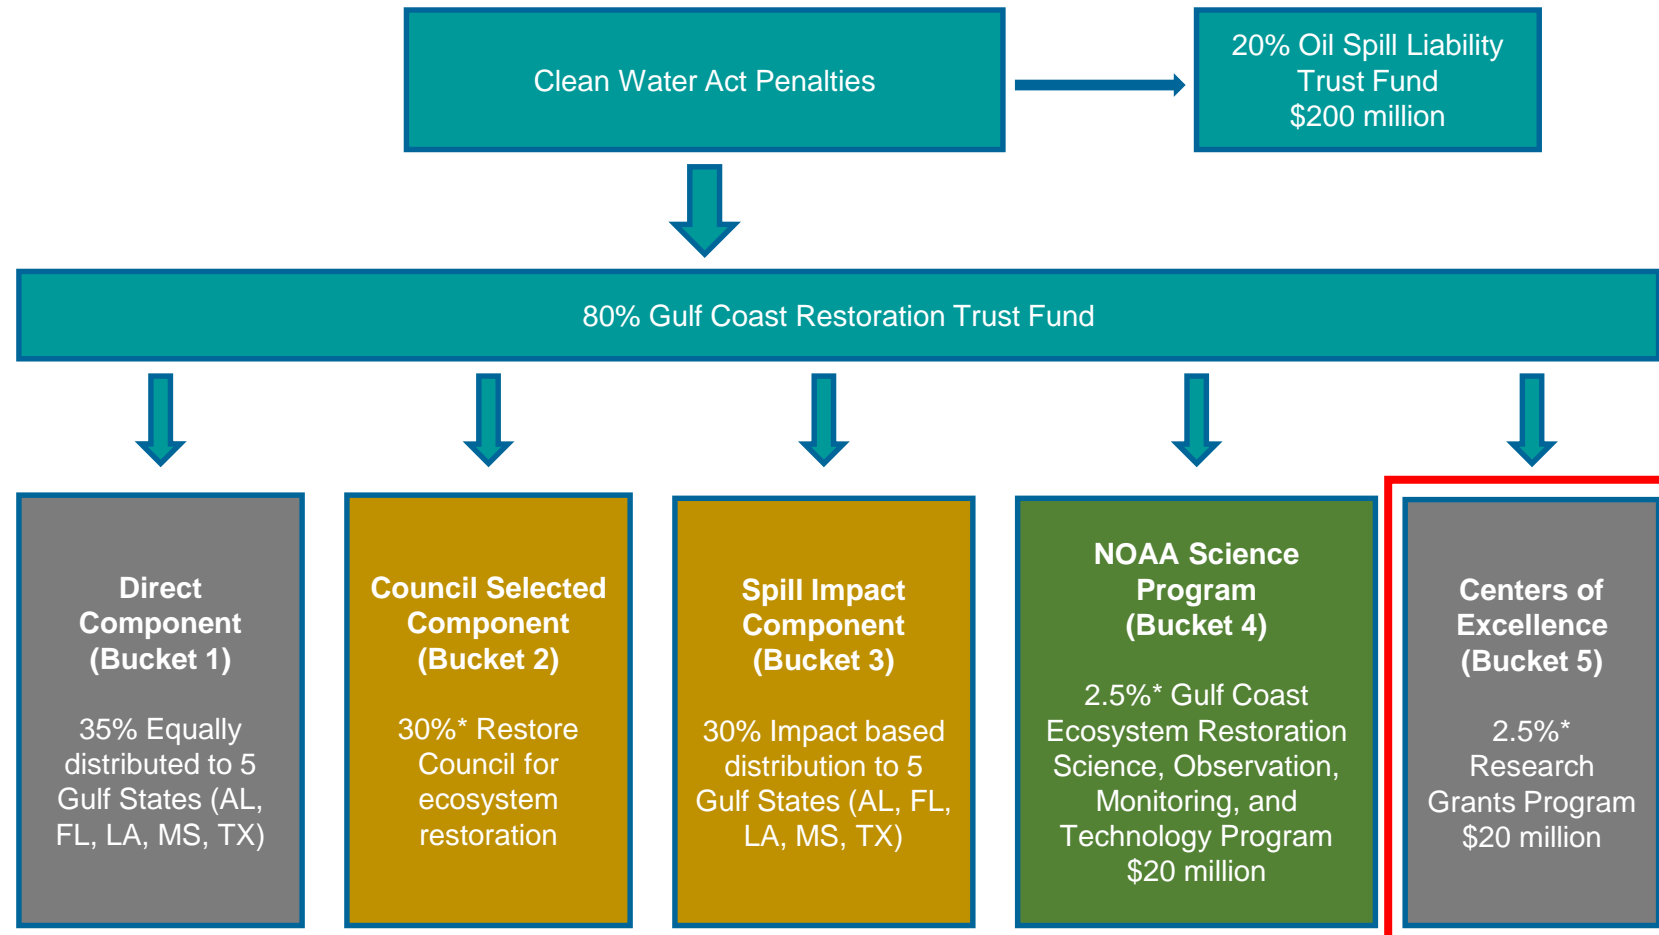 Clean Water Act Penalties
20% Oil Spill Liability
Trust Fund
$200 million
80% Gulf Coast Restoration Trust Fund
Direct
Component
(Bucket 1)
35% Equally
distributed to 5
Gulf States (AL,
FL, LA, MS, TX)
Council Selected
Component
(Bucket 2)
30%* Restore
Council for
ecosystem
restoration
Spill Impact
Component
(Bucket 3)
30% Impact based
distribution to 5
Gulf States (AL, FL,
LA, MS, TX)
NOAA Science
Program
(Bucket 4)
2.5%* Gulf Coast
Ecosystem Restoration
Science, Observation,
Monitoring, and
Technology Program
$20 million
Centers of
Excellence
(Bucket 5)
2.5%*
Research
Grants Program
$20 million